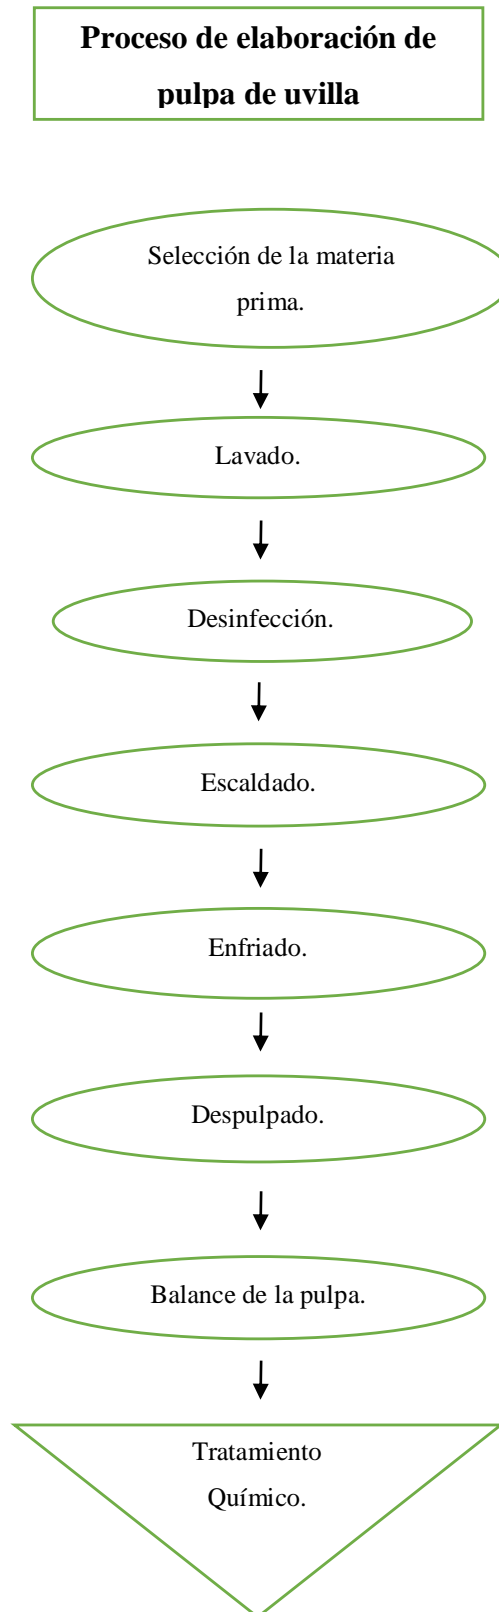 Proceso de elaboración de
pulpa de uvilla
Selección de la materia
prima.
Lavado.
Desinfección.
Escaldado.
Enfriado.
Despulpado.
Balance de la pulpa.
Tratamiento
Químico.